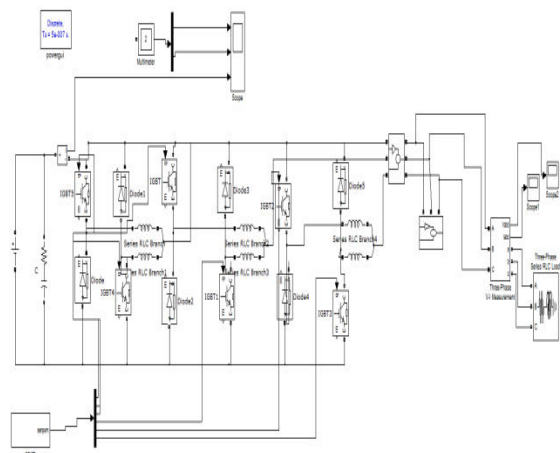 Discrete,
Ts = 5e-007 s.
powergui
2
Multimeter
Scope
IGBT5
Diode1
IGBT
Diode3
IGBT2
Diode5
Series RLC Branch
Series RLC Branch2
Series RLC Branch4
Series RLC Branch1
Series RLC Branch3
Diode
IGBT4
Diode2
IGBT1
Diode4
IGBT3
C
Scope1
Scope2
A
B
C
Three-Phase
V-I Measurement
Three-Phase
Series RLC Load
A
B
C